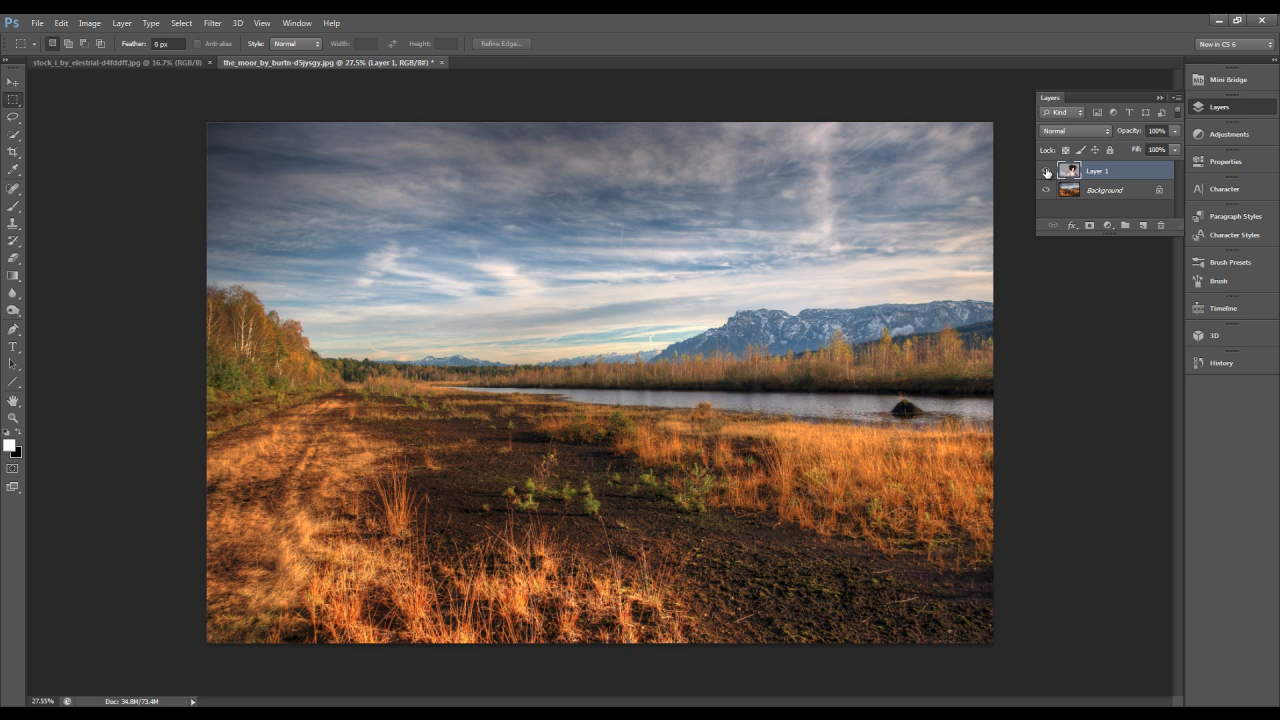 Ps File Edit Image Layer Type Select Filter 3D View Window Help
Feather: 0 px Anti-alias Style: Normal Width: Height: Refine Edge... New in CS 6
stock_i_by_elestrial-d4fddff.jpg @ 16.7% (RGB/8) × the_moor_by_burtn-d5jysgy.jpg @ 27.5% (Layer 1, RGB/8#) * ×
Layers
Kind
Normal Opacity: 100%
Lock: Fill: 100%
Layer 1
Background
fx
Mb Mini Bridge
Layers
Adjustments
Properties
Character
Paragraph Styles
Character Styles
Brush Presets
Brush
Timeline
3D
History
27.55% Doc: 34.8M/73.4M